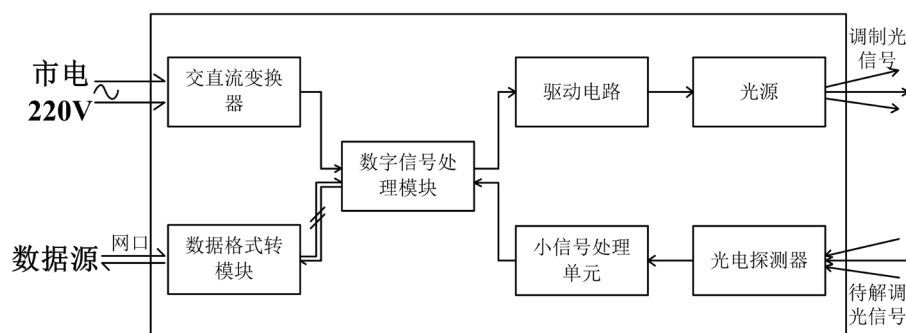 市电
220V
交直流变换
器
数据源
网口
数据格式转
模块
数字信号处
理模块
驱动电路
光源
调制光
信号
小信号处理
单元
光电探测器
待解调
光信号